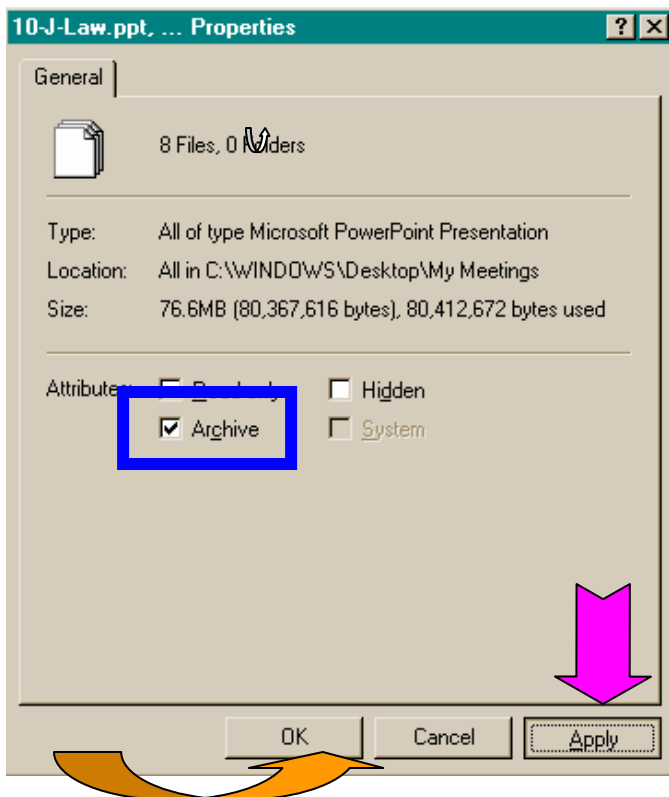 10-J-Law.ppt, ... Properties
General
8 Files, 0 Folders
Type: All of type Microsoft PowerPoint Presentation
Location: All in C:\WINDOWS\Desktop\My Meetings
Size: 76.6MB (80,367,616 bytes), 80,412,672 bytes used
Attributes: Hidden
Archive System
OK Cancel Apply